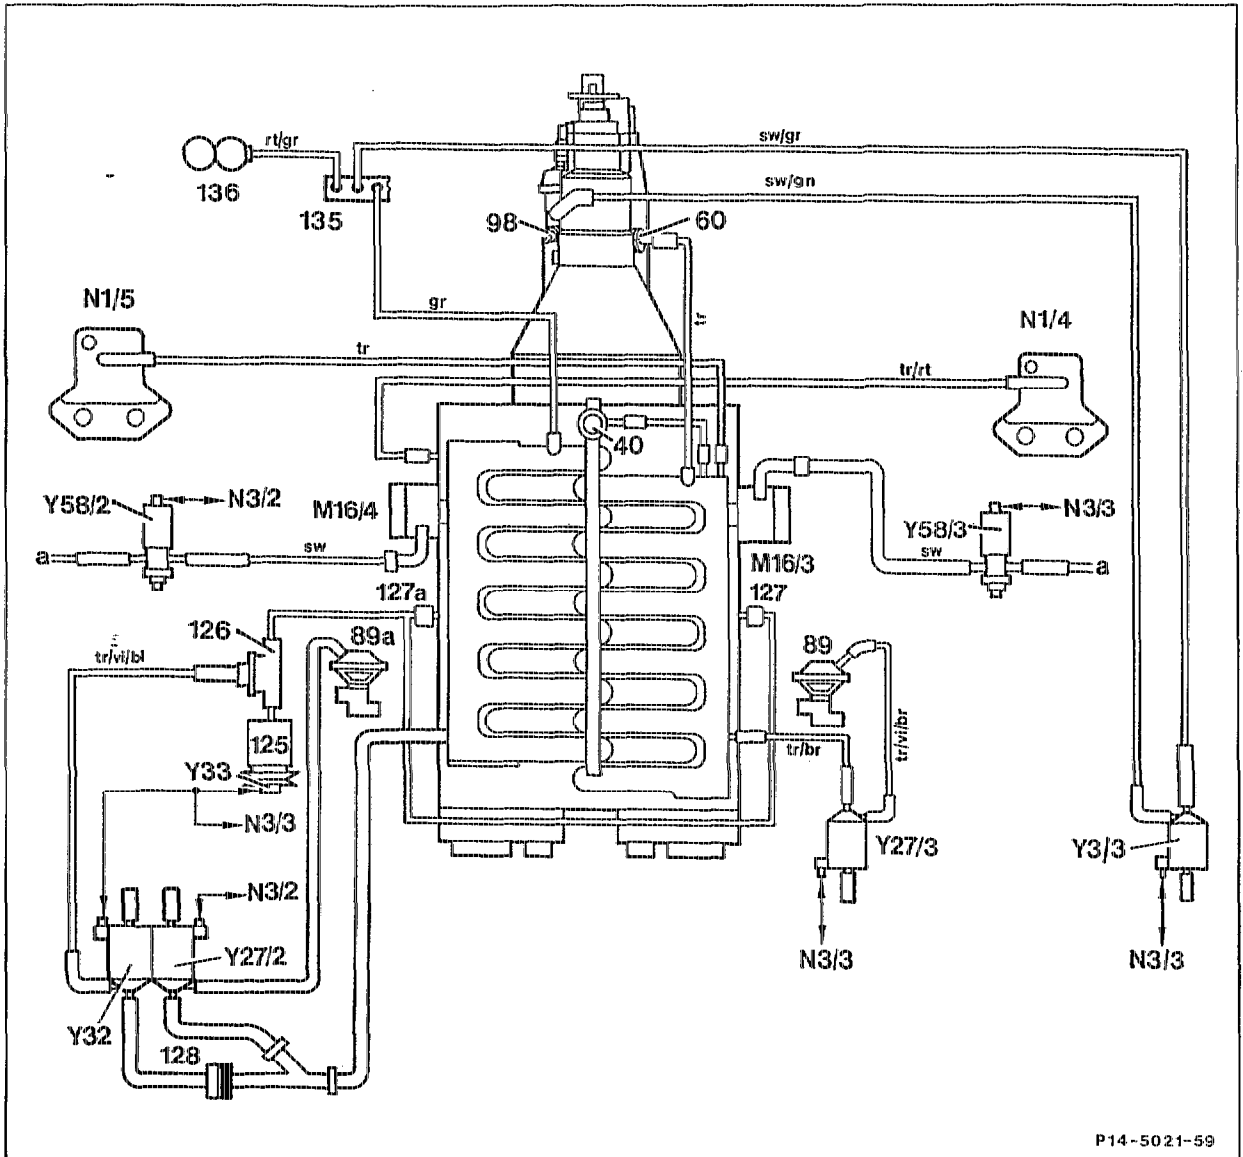 rt/gr
sw/gr
136
135
sw/gn
98
60
N1/5
gr
tr
N1/4
tr
tr/rt
40
Y58/2
N3/2
M16/4
Y58/3
N3/3
a
sw
M16/3
sw
a
127a
127
126
89a
89
tr/vi/bl
tr/vi/br
125
tr/br
Y33
N3/3
Y27/3
Y3/3
N3/2
Y27/2
N3/3
N3/3
Y32
128
P14-5021-59